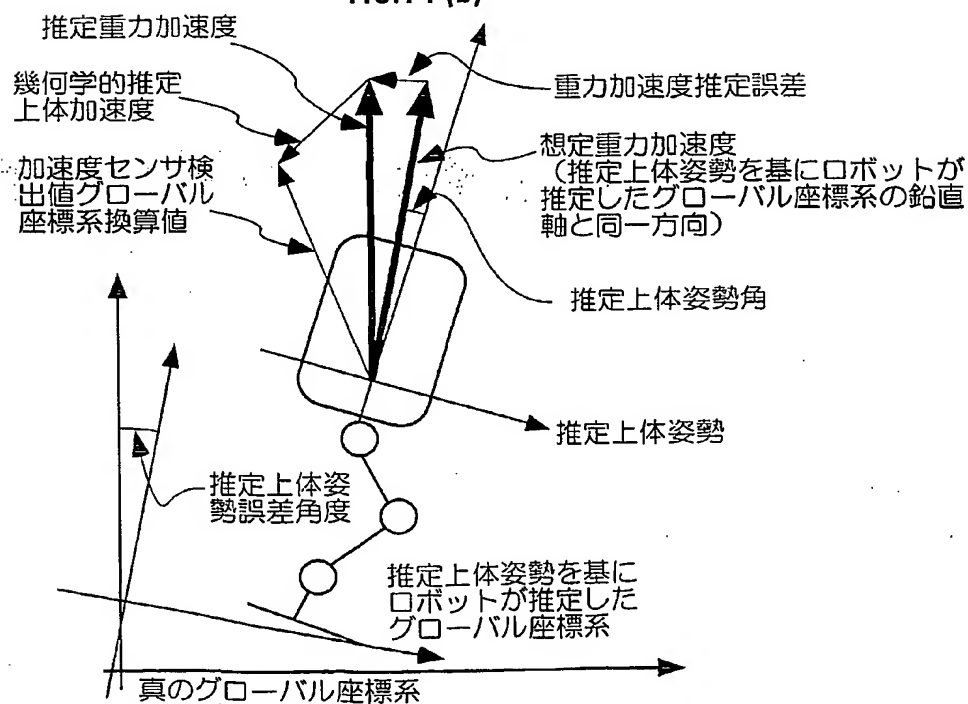 推定重力加速度
幾何学的推定
上体加速度
加速度センサ検
出値グローバル
座標系換算値
重力加速度推定誤差
想定重力加速度
(推定上体姿勢を基にロボットが
推定したグローバル座標系の鉛直
軸と同一方向)
推定上体姿勢角
推定上体姿勢
推定上体姿
勢誤差角度
推定上体姿勢を基に
ロボットが推定した
グローバル座標系
真のグローバル座標系